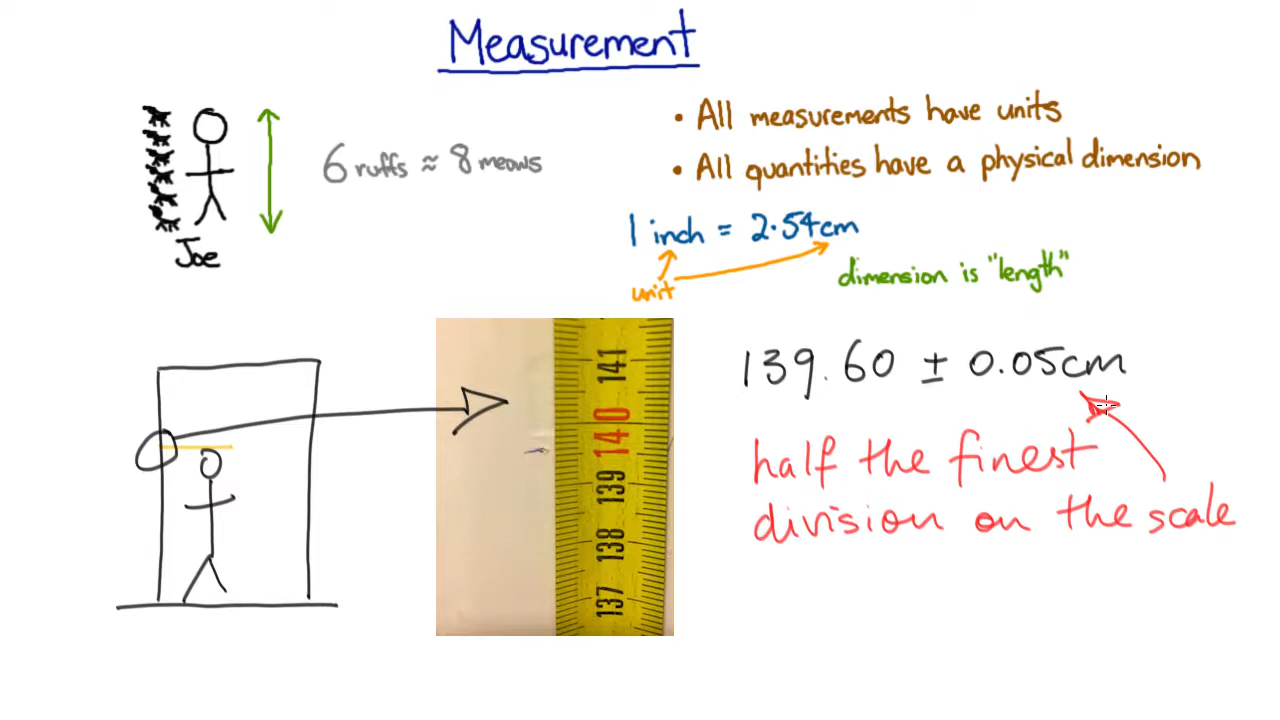 Measurement
6 ruffs ≈ 8 meows
Joe
• All measurements have units
• All quantities have a physical dimension
1 inch = 2.54cm
unit
dimension is "length"
141
140
139
138
137
139.60 ± 0.05cm
half the finest
division on the scale